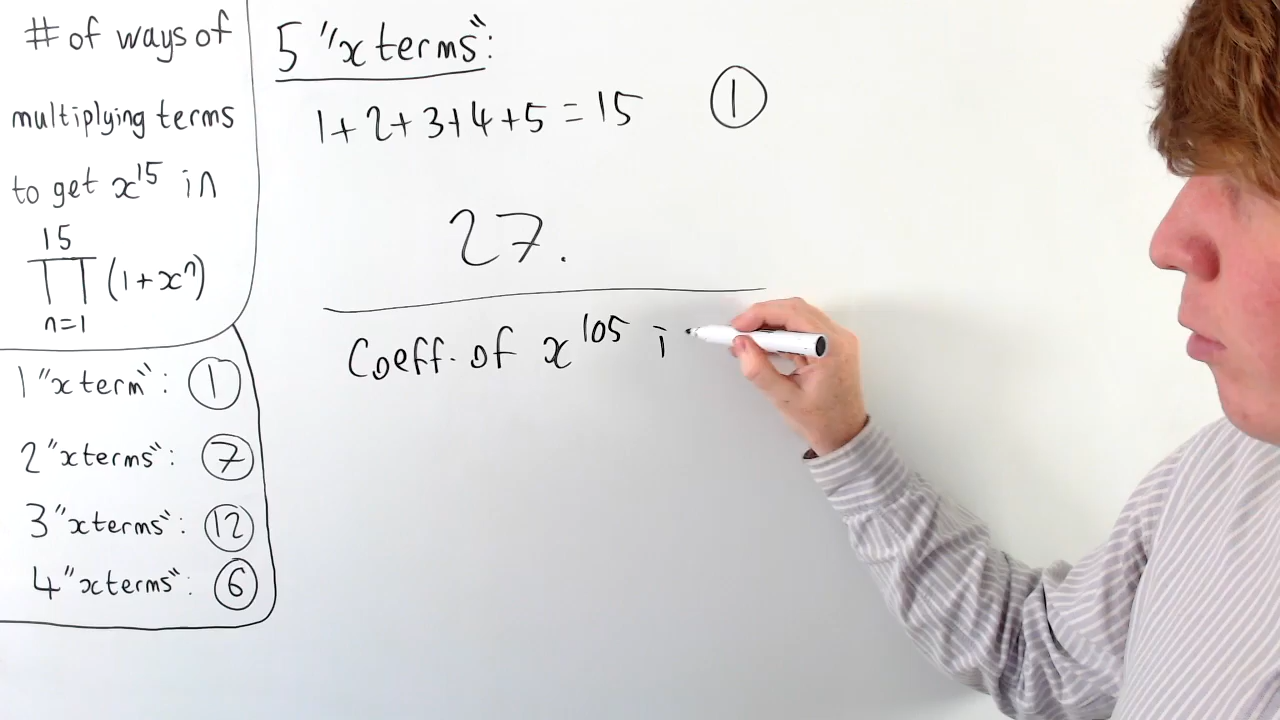 # of ways of
multiplying terms
to get x^15 in
15
∏ (1+x^n)
n=1
1 "x term": 1
2 "x terms": 7
3 "x terms": 12
4 "x terms": 6
5 "x terms":
1+2+3+4+5=15 1
27.
Coeff. of x^105 i